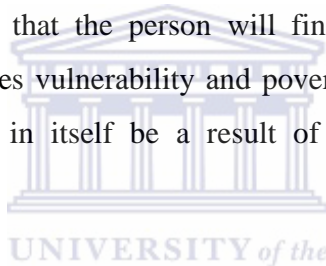 that the person will fin
es vulnerability and pover
in itself be a result of
UNIVERSITY of the